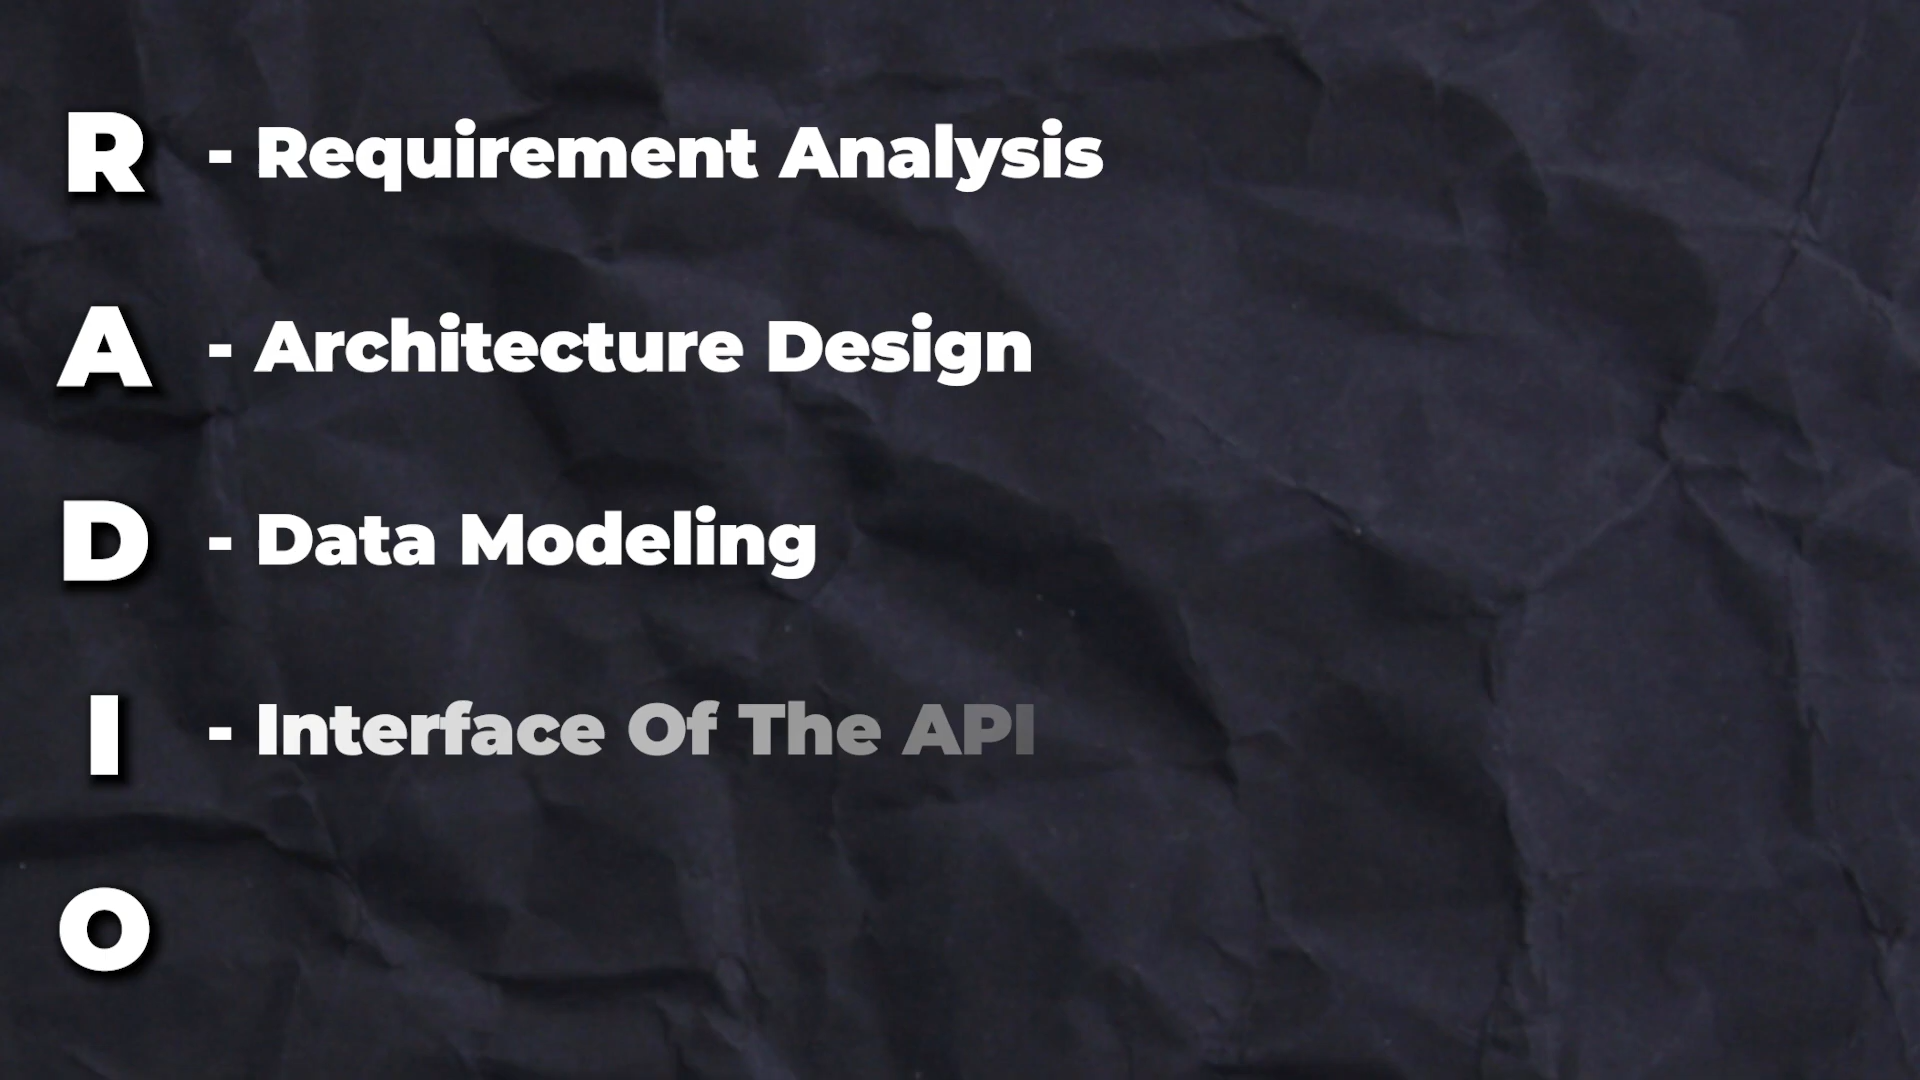 R - Requirement Analysis
A - Architecture Design
D - Data Modeling
I - Interface Of The API
O